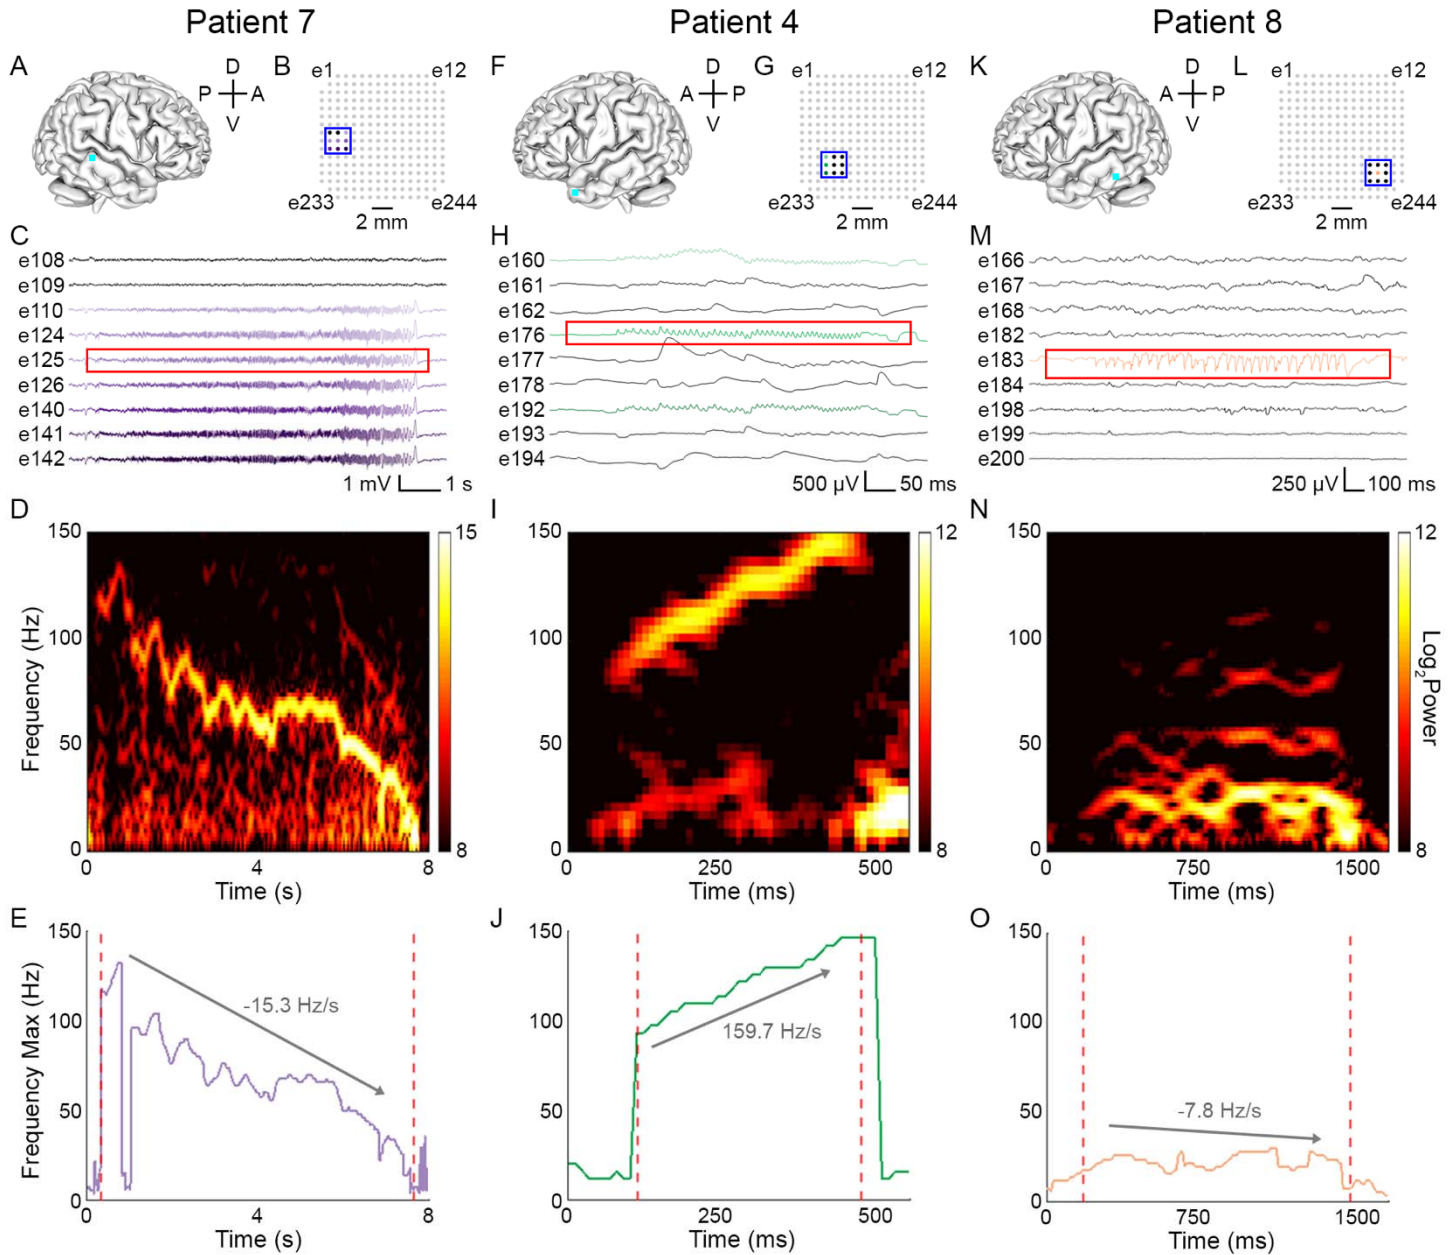 Patient 7
Patient 4
Patient 8
A
D
P
A
V
B
e1
e12
e233
e244
2 mm
F
D
A
P
V
G
e1
e12
e233
e244
2 mm
K
D
A
P
V
L
e1
e12
e233
e244
2 mm
C
e108
e109
e110
e124
e125
e126
e140
e141
e142
1 mV
1 s
H
e160
e161
e162
e176
e177
e178
e192
e193
e194
500 µV
50 ms
M
e166
e167
e168
e182
e183
e184
e198
e199
e200
250 µV
100 ms
D
150
100
50
0
Frequency (Hz)
0
4
8
Time (s)
15
8
I
150
100
50
0
0
250
500
Time (ms)
12
8
N
150
100
50
0
0
750
1500
Time (ms)
12
8
Log2Power
E
150
100
50
0
Frequency Max (Hz)
-15.3 Hz/s
0
4
8
Time (s)
J
150
100
50
0
159.7 Hz/s
0
250
500
Time (ms)
O
150
100
50
0
-7.8 Hz/s
0
750
1500
Time (ms)